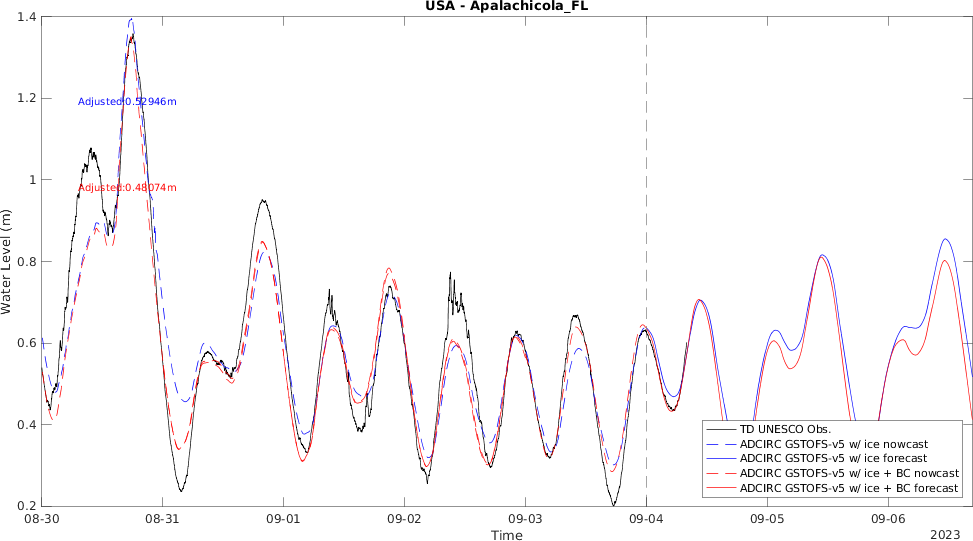 USA - Apalachicola_FL
1.4
1.2
1
0.8
0.6
0.4
0.2
Water Level (m)
Adjusted:0.52946m
Adjusted:0.48074m
TD UNESCO Obs.
ADCIRC GSTOFS-v5 w/ ice nowcast
ADCIRC GSTOFS-v5 w/ ice forecast
ADCIRC GSTOFS-v5 w/ ice + BC nowcast
ADCIRC GSTOFS-v5 w/ ice + BC forecast
08-30 08-31 09-01 09-02 09-03 09-04 09-05 09-06
Time
2023